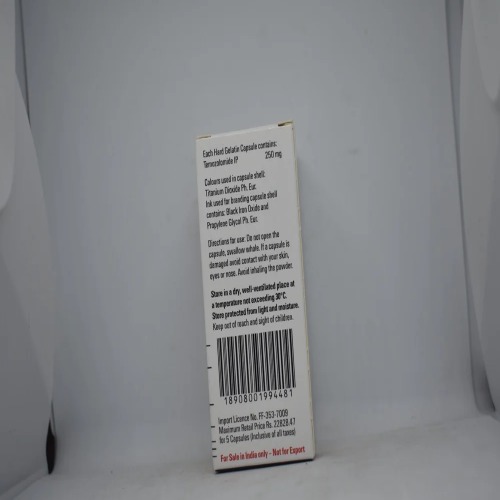 Each Hard Gelatin Capsule contains:
Temozolomide IP 250 mg
Colours used in capsule shell:
Titanium Dioxide Ph. Eur.
Ink used for branding capsule shell
contains: Black Iron Oxide and
Propylene Glycol Ph. Eur.
Directions for use: Do not open the
capsule, swallow whole. If a capsule is
damaged avoid contact with your skin,
eyes or nose. Avoid inhaling the powder.
Store in a dry, well-ventilated place at
a temperature not exceeding 30°C.
Store protected from light and moisture.
Keep out of reach and sight of children.
18908001994481
Import Licence No. FF-353-7009
Maximum Retail Price Rs. 22828.47
for 5 Capsules (Inclusive of all taxes)
For Sale in India only - Not for Export